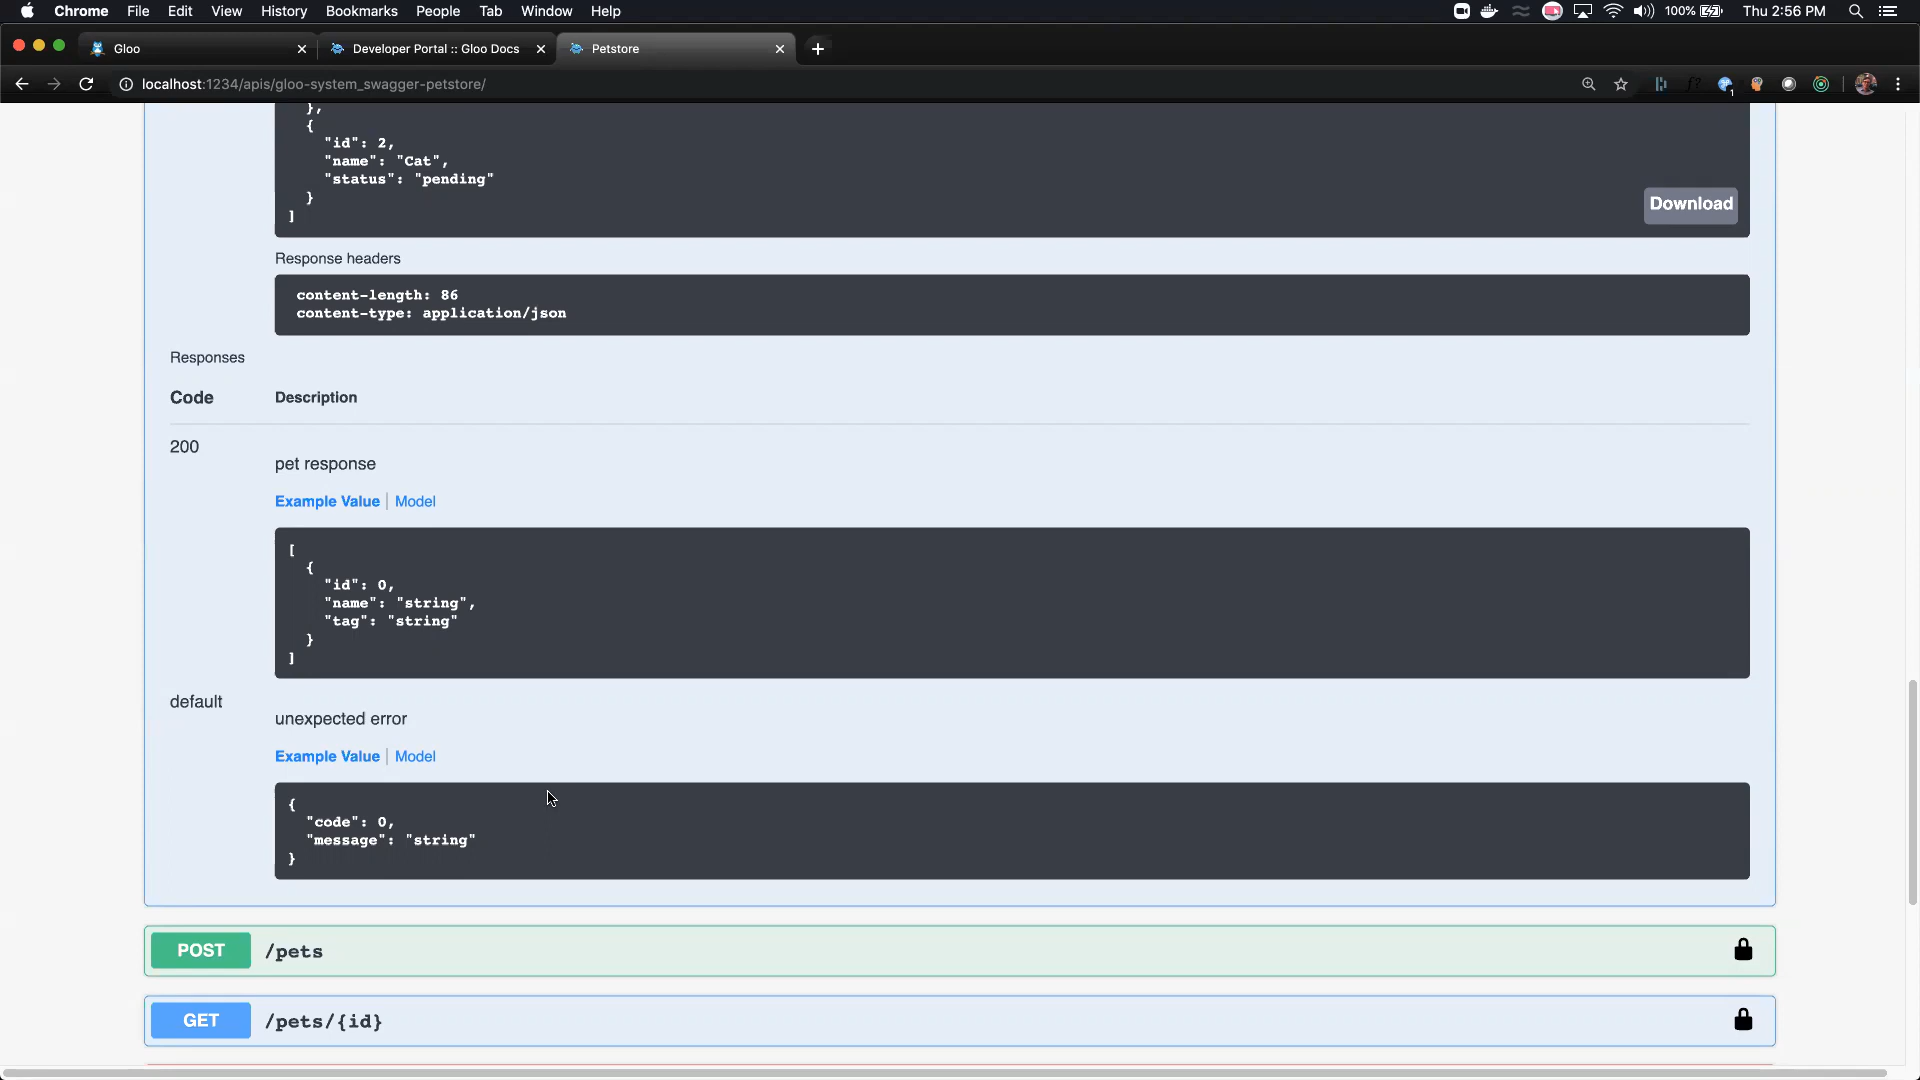 Chrome File Edit View History Bookmarks People Tab Window Help 100% Thu 2:56 PM
Gloo Developer Portal :: Gloo Docs Petstore
localhost:1234/apis/gloo-system_swagger-petstore/
},
{
"id": 2,
"name": "Cat",
"status": "pending"
}
]
Download
Response headers
content-length: 86
content-type: application/json
Responses
Code Description
200
pet response
Example Value Model
[
{
"id": 0,
"name": "string",
"tag": "string"
}
]
default
unexpected error
Example Value Model
{
"code": 0,
"message": "string"
}
POST /pets
GET /pets/{id}